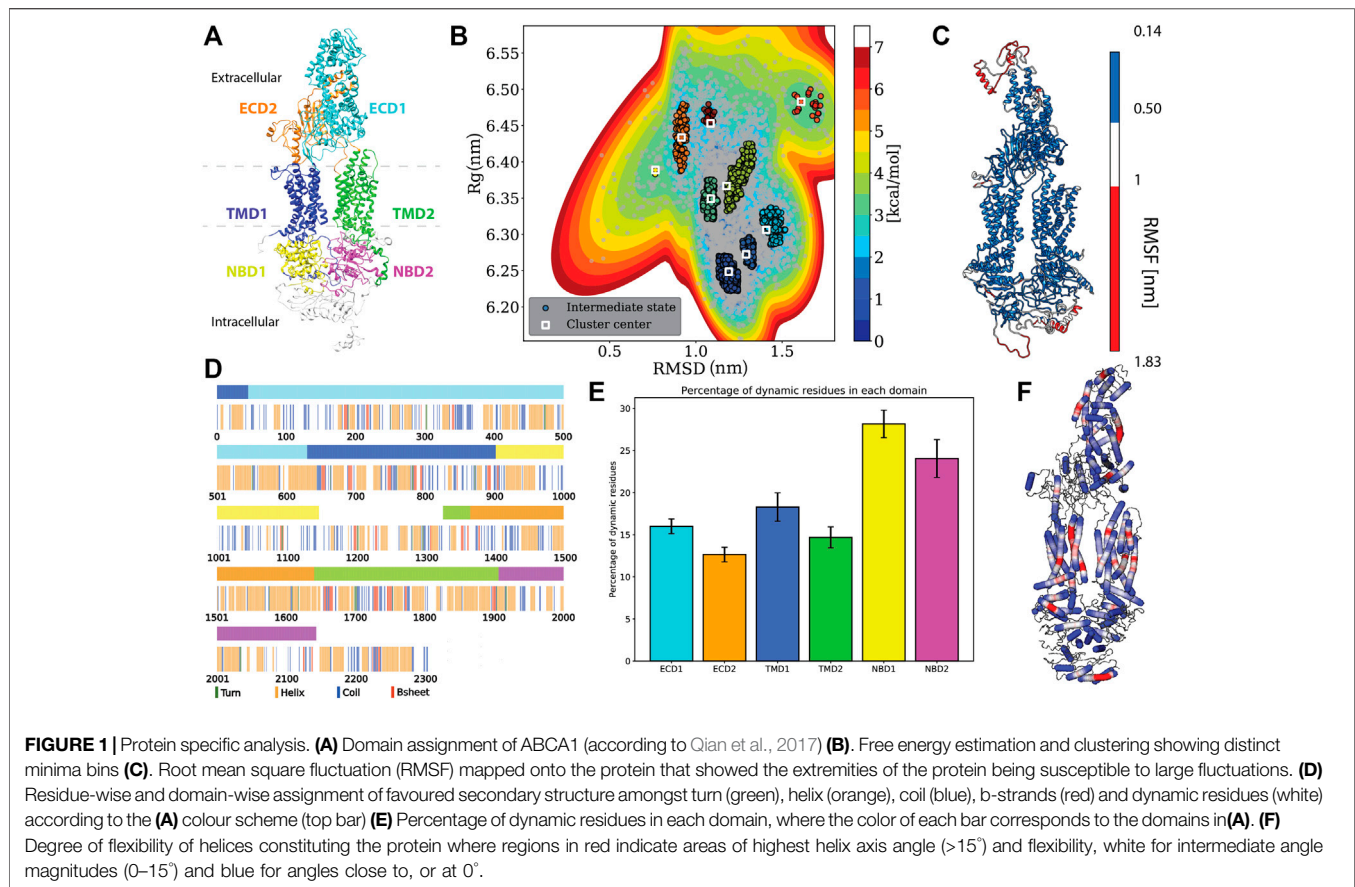 A
Extracellular
ECD2
ECD1
TMD1
TMD2
NBD1
NBD2
Intracellular
B
Rg(nm)
6.55
6.50
6.45
6.40
6.35
6.30
6.25
6.20
Intermediate state
Cluster center
0.5
1.0
1.5
RMSD (nm)
7
6
5
4
3
2
1
0
[kcal/mol]
C
0.14
0.50
1
1.83
RMSF [nm]
D
0 100 200 300 400 500
501 600 700 800 900 1000
1001 1100 1200 1300 1400 1500
1501 1600 1700 1800 1900 2000
2001 2100 2200 2300
Turn Helix Coil Bsheet
E
Percentage of dynamic residues in each domain
Percentage of dynamic residues
30
25
20
15
10
5
0
ECD1 ECD2 TMD1 TMD2 NBD1 NBD2
F
FIGURE 1 | Protein specific analysis. (A) Domain assignment of ABCA1 (according to Qian et al., 2017) (B). Free energy estimation and clustering showing distinct
minima bins (C). Root mean square fluctuation (RMSF) mapped onto the protein that showed the extremities of the protein being susceptible to large fluctuations. (D)
Residue-wise and domain-wise assignment of favoured secondary structure amongst turn (green), helix (orange), coil (blue), b-strands (red) and dynamic residues (white)
according to the (A) colour scheme (top bar) (E) Percentage of dynamic residues in each domain, where the color of each bar corresponds to the domains in(A). (F)
Degree of flexibility of helices constituting the protein where regions in red indicate areas of highest helix axis angle (>15°) and flexibility, white for intermediate angle
magnitudes (0–15°) and blue for angles close to, or at 0°.